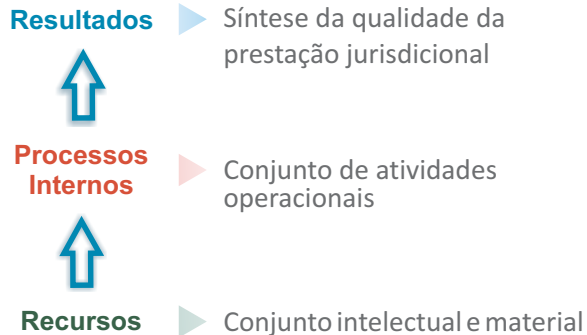 Resultados
Síntese da qualidade da
prestação jurisdicional
Processos
Internos
Conjunto de atividades
operacionais
Recursos
Conjunto intelectual e material